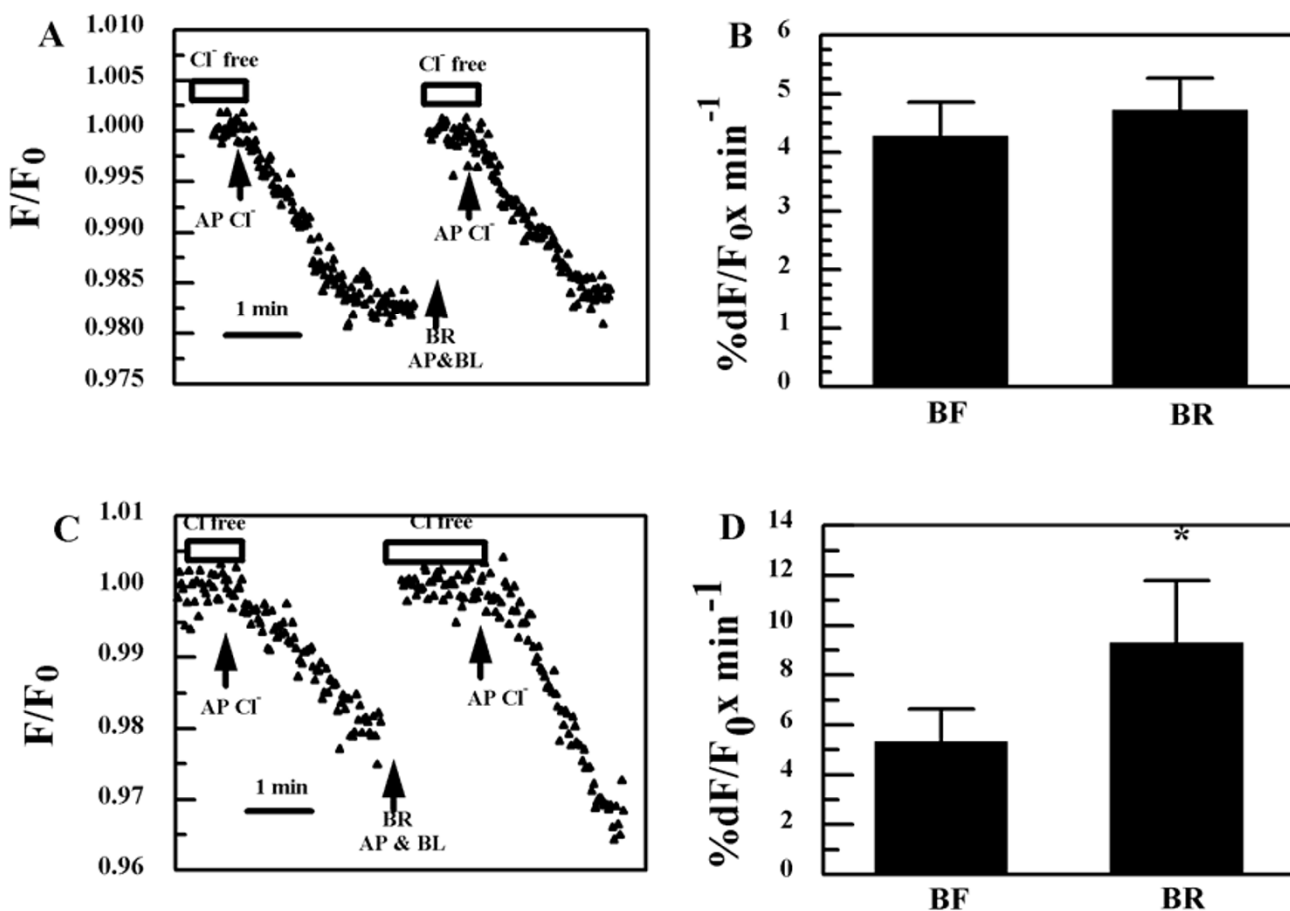 A
Cl⁻ free
Cl⁻ free
1.010
1.005
1.000
0.995
0.990
0.985
0.980
0.975
F/F₀
AP Cl⁻
AP Cl⁻
1 min
BR
AP&BL
B
%dF/F₀x min⁻¹
6
5
4
3
2
1
0
BF
BR
C
Cl free
Cl free
1.01
1.00
0.99
0.98
0.97
0.96
F/F₀
AP Cl⁻
AP Cl⁻
1 min
BR
AP & BL
D
%dF/F₀x min⁻¹
14
12
10
8
6
4
2
0
*
BF
BR